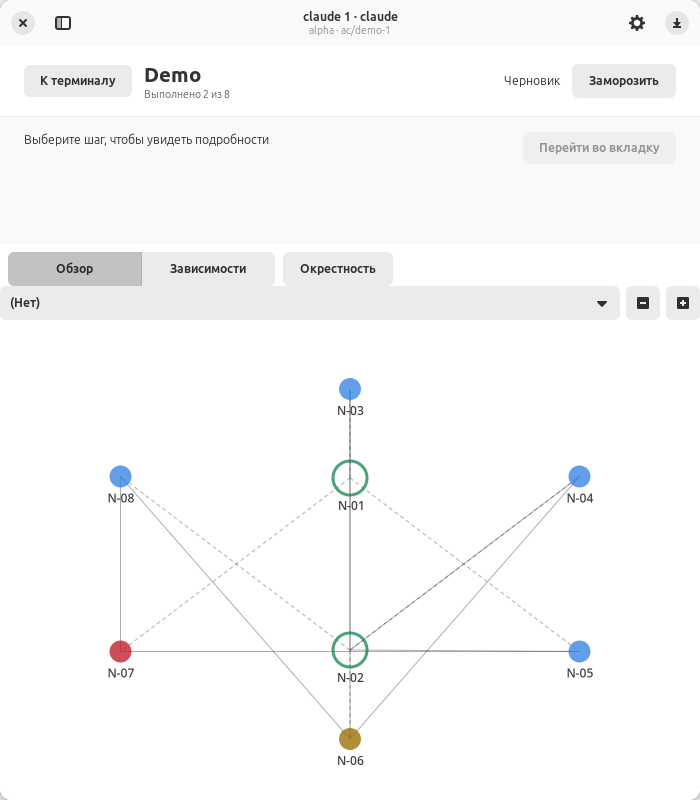 claude 1 · claude
alpha · ac/demo-1
К терминалу
Demo
Выполнено 2 из 8
Черновик
Заморозить
Выберите шаг, чтобы увидеть подробности
Перейти во вкладку
Обзор
Зависимости
Окрестность
(Нет)
N-03
N-08
N-01
N-04
N-07
N-02
N-05
N-06